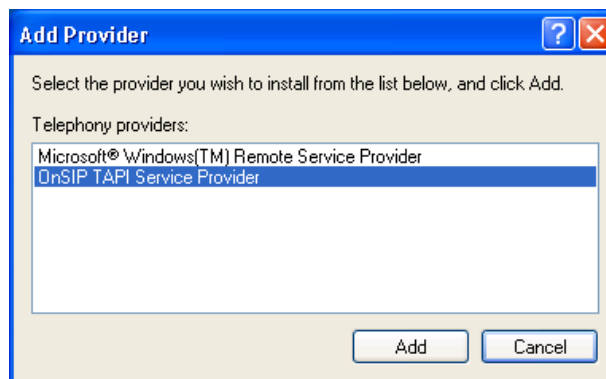 Add Provider
Select the provider you wish to install from the list below, and click Add.
Telephony providers:
Microsoft® Windows(TM) Remote Service Provider
OnSIP TAPI Service Provider
Add
Cancel